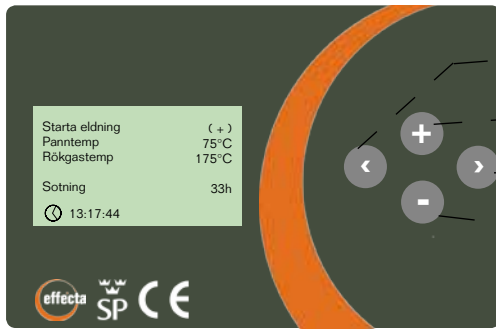 Starta eldning ( + )
Panntemp 75°C
Rökgastemp 175°C
Sotning 33h
13:17:44
+
‹ ›
-
effecta SP CE